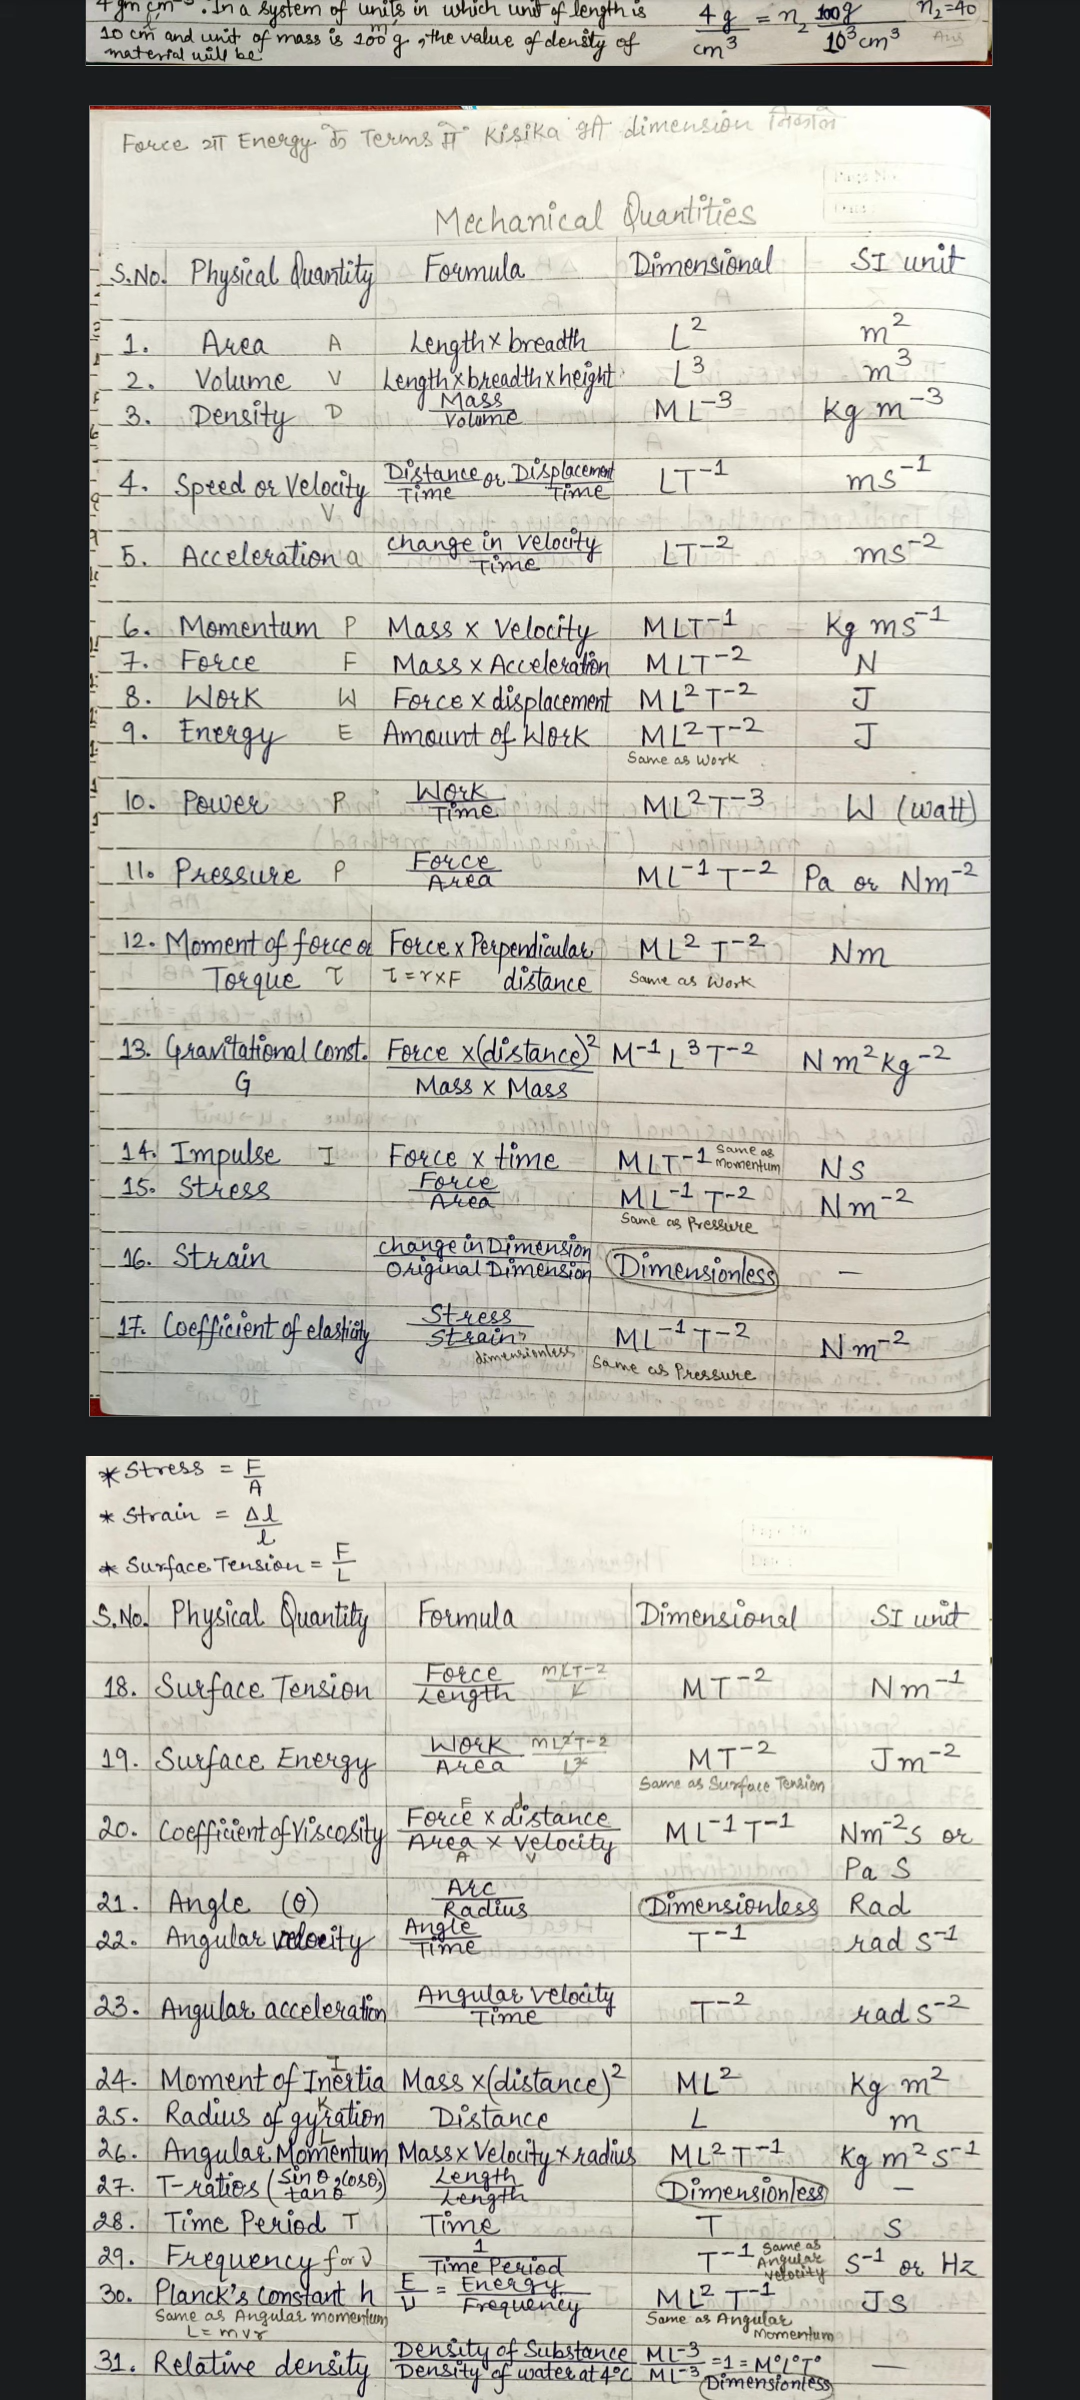 4 gm cm⁻³. In a system of units in which unit of length is
10 cm and unit of mass is 100 g, the value of density of
material will be
4g/cm³ = n₂ 100g/10³cm³ n₂=40
Ans
Force या Energy के Terms में Kisika भी dimension निकाले
Mechanical Quantities
S.No. Physical Quantity Formula Dimensional SI unit
1. Area A Length x breadth L² m²
2. Volume V Length x breadth x height L³ m³
3. Density D Mass/Volume ML⁻³ Kg m⁻³
4. Speed or Velocity V Distance/Time or Displacement/Time LT⁻¹ ms⁻¹
5. Acceleration a change in velocity/Time LT⁻² ms⁻²
6. Momentum P Mass x Velocity MLT⁻¹ Kg ms⁻¹
7. Force F Mass x Acceleration MLT⁻² N
8. Work W Force x displacement ML²T⁻² J
9. Energy E Amount of Work ML²T⁻² J
Same as Work
10. Power P Work/Time ML²T⁻³ W (watt)
11. Pressure P Force/Area ML⁻¹T⁻² Pa or Nm⁻²
12. Moment of force or Force x Perpendicular ML²T⁻² Nm
Torque τ τ = r x F distance Same as Work
13. Gravitational Const. G Force x (distance)²/Mass x Mass M⁻¹L³T⁻² N m² kg⁻²
14. Impulse I Force x time MLT⁻¹ Same as Momentum NS
15. Stress Force/Area ML⁻¹T⁻² Nm⁻²
Same as Pressure
16. Strain change in Dimension/Original Dimension Dimensionless —
17. Coefficient of elasticity Stress/Strain ML⁻¹T⁻² N m⁻²
dimensionless Same as Pressure
* Stress = F/A
* Strain = Δl/l
* Surface Tension = F/L
S.No. Physical Quantity Formula Dimensional SI unit
18. Surface Tension Force/Length MLT⁻²/L MT⁻² Nm⁻¹
19. Surface Energy Work/Area ML²T⁻²/L² MT⁻² Jm⁻²
Same as Surface Tension
20. Coefficient of Viscosity Force F x distance d/Area A x Velocity V ML⁻¹T⁻¹ Nm⁻²s or
Pa S
21. Angle (θ) Arc/Radius Dimensionless Rad
22. Angular velocity Angle/Time T⁻¹ rad S⁻¹
23. Angular acceleration Angular velocity/Time T⁻² rad S⁻²
24. Moment of Inertia I Mass x (distance)² ML² Kg m²
25. Radius of gyration K Distance L m
26. Angular Momentum L Mass x Velocity x radius ML²T⁻¹ Kg m² S⁻¹
27. T-ratios (sinθ, cosθ, tanθ) Length/Length Dimensionless —
28. Time Period T Time T S
29. Frequency f or ν 1/Time Period T⁻¹ Same as Angular velocity S⁻¹ or Hz
30. Planck's Constant h E/ν = Energy/Frequency ML²T⁻¹ JS
Same as Angular momentum Same as Angular Momentum
L = mvr
31. Relative density Density of Substance/Density of water at 4°C ML⁻³/ML⁻³ = 1 = M°L°T° —
Dimensionless